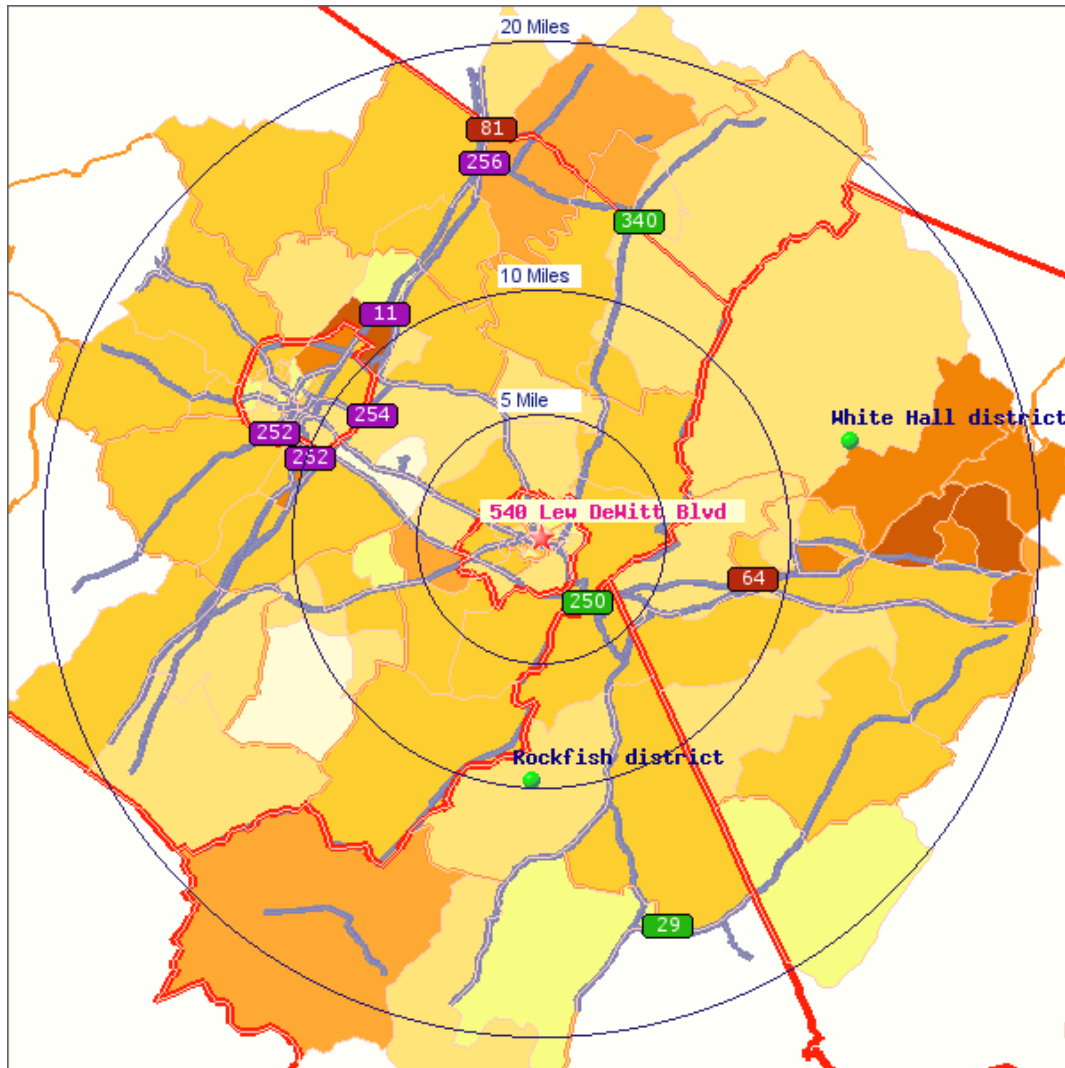 20 Miles
81
256
340
10 Miles
11
5 Mile
254
White Hall district
252
252
540 Lew DeWitt Blvd
64
250
Rockfish district
29